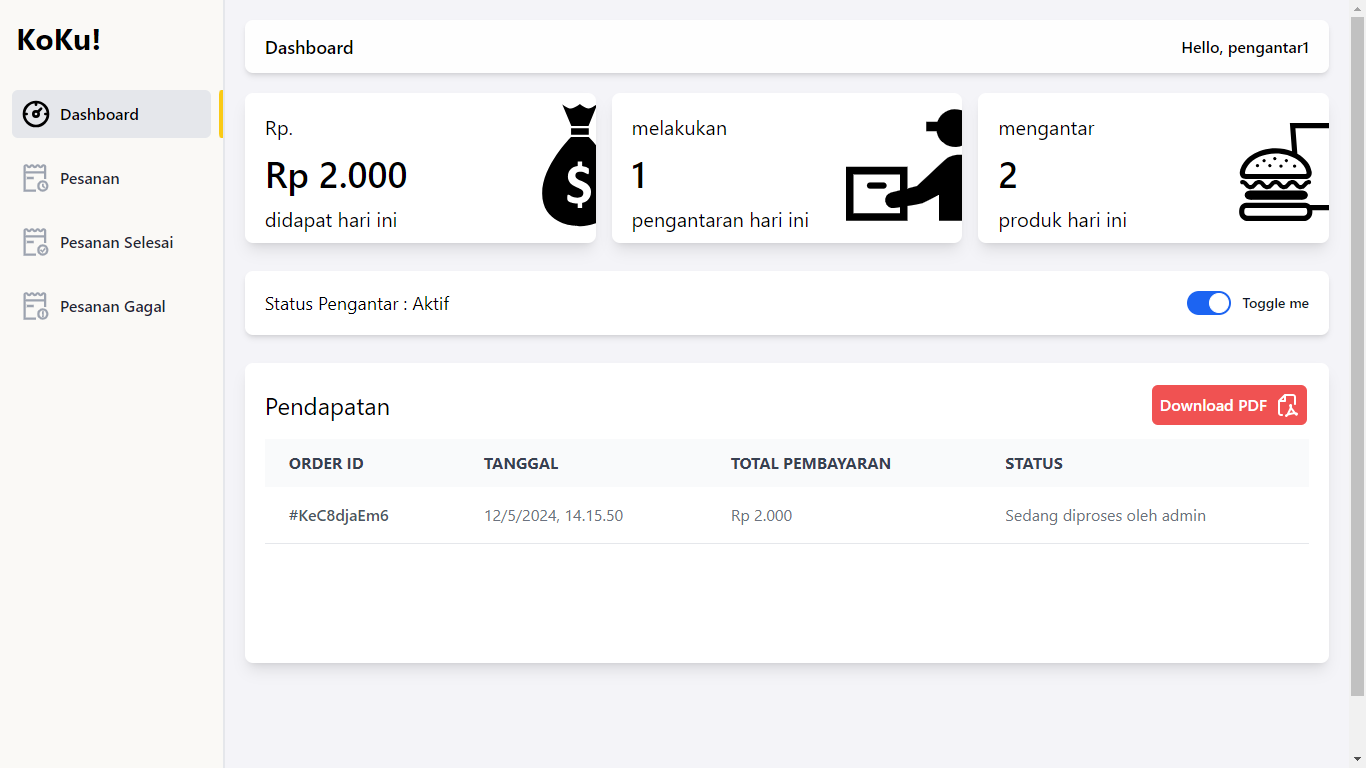 KoKu!
Dashboard
Pesanan
Pesanan Selesai
Pesanan Gagal
Dashboard
Hello, pengantar1
Rp.
Rp 2.000
didapat hari ini
$
melakukan
1
pengantaran hari ini
mengantar
2
produk hari ini
Status Pengantar : Aktif
Toggle me
Pendapatan
Download PDF
ORDER ID TANGGAL TOTAL PEMBAYARAN STATUS
#KeC8djaEm6 12/5/2024, 14.15.50 Rp 2.000 Sedang diproses oleh admin